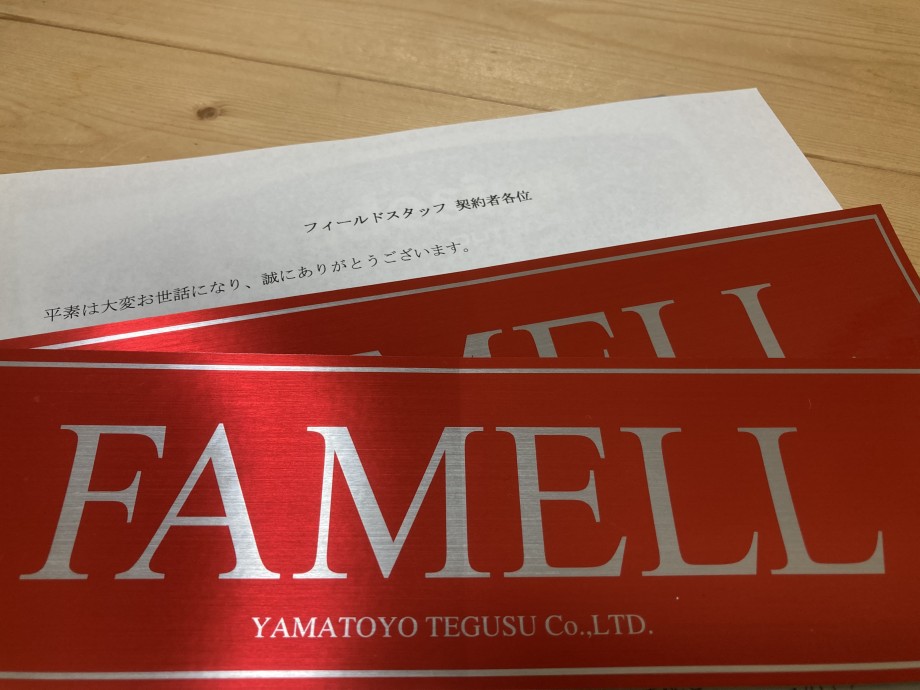 フィールドスタッフ 契約者各位
平素は大変お世話になり、誠にありがとうございます。
FAMELL
YAMATOYO TEGUSU Co.,LTD.